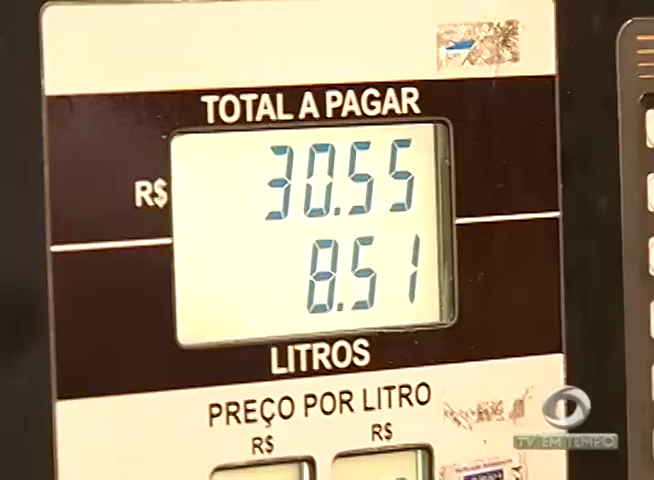 TOTAL A PAGAR
R$ 30.55
8.51
LITROS
PREÇO POR LITRO
R$ R$
TV EM TEMPO